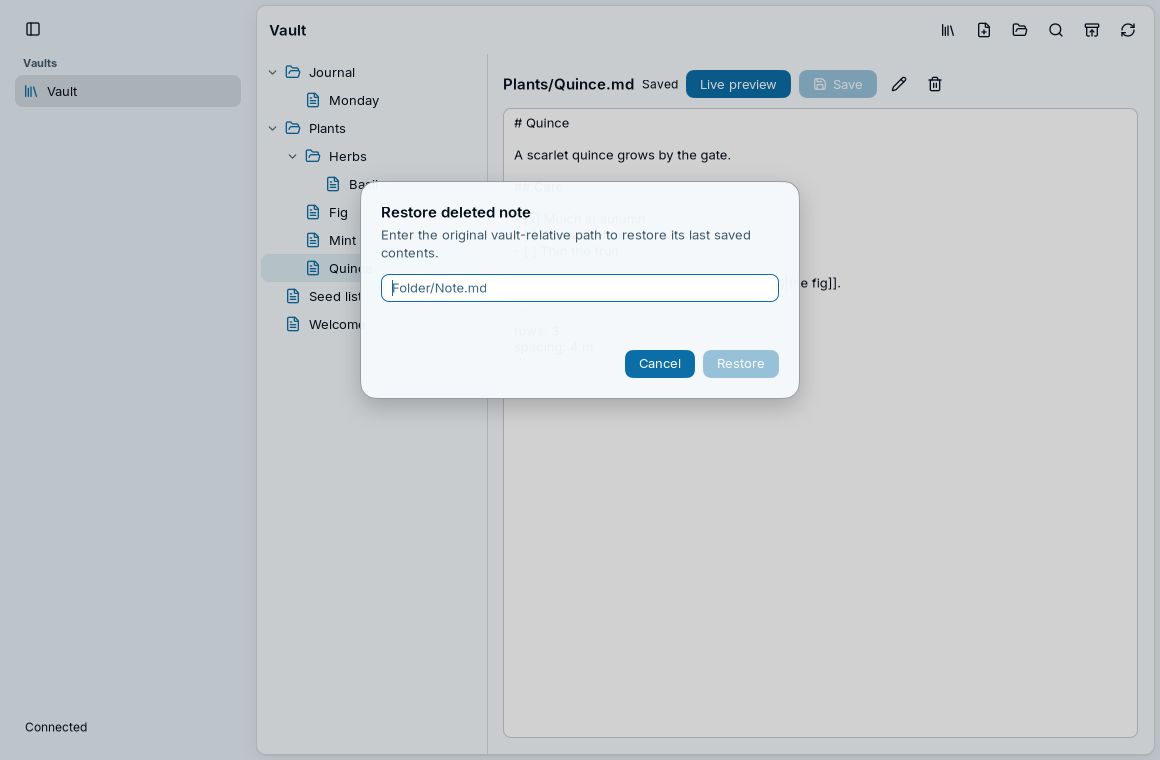 Vault
Vaults
Vault
Journal
Monday
Plants
Herbs
Fig
Mint
Seed list
Welcome
Connected
Plants/Quince.md Saved Live preview Save
# Quince
A scarlet quince grows by the gate.
fig]].
rows: 3
spacing: 4 m
Restore deleted note
Enter the original vault-relative path to restore its last saved
contents.
Folder/Note.md
Cancel Restore